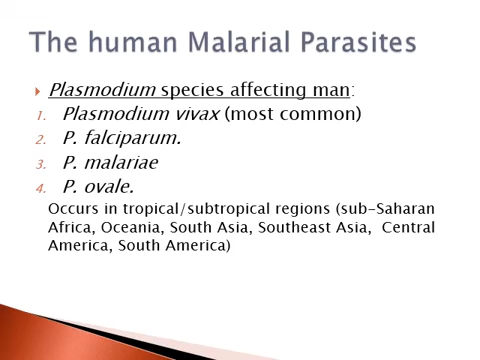 The human Malarial Parasites
Plasmodium species affecting man:
1. Plasmodium vivax (most common)
2. P. falciparum.
3. P. malariae
4. P. ovale.
Occurs in tropical/subtropical regions (sub-Saharan
Africa, Oceania, South Asia, Southeast Asia, Central
America, South America)